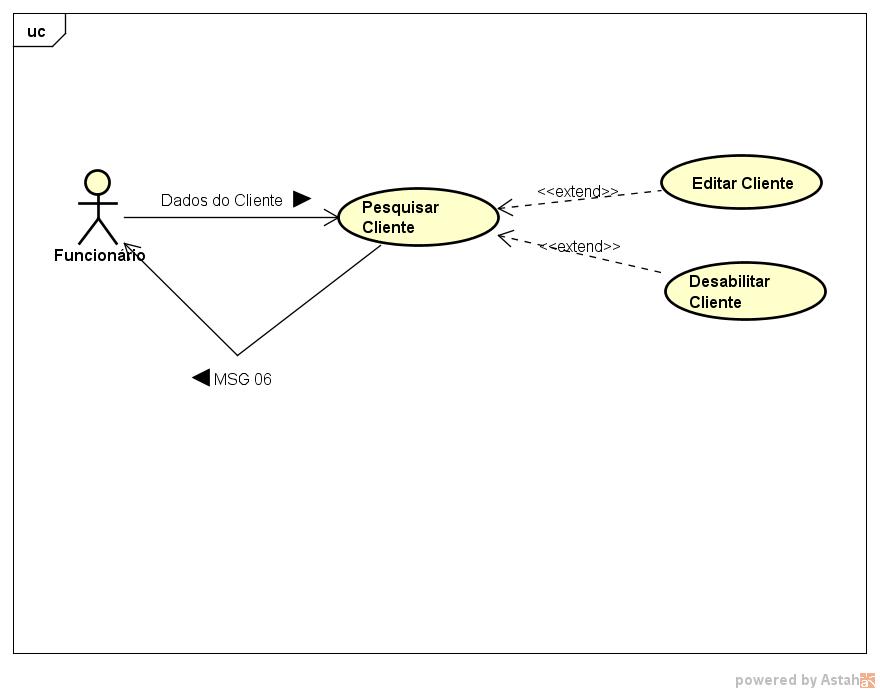 uc
Dados do Cliente
Funcionário
Pesquisar
Cliente
<<extend>>
Editar Cliente
<<extend>>
Desabilitar
Cliente
MSG 06
powered by Astah